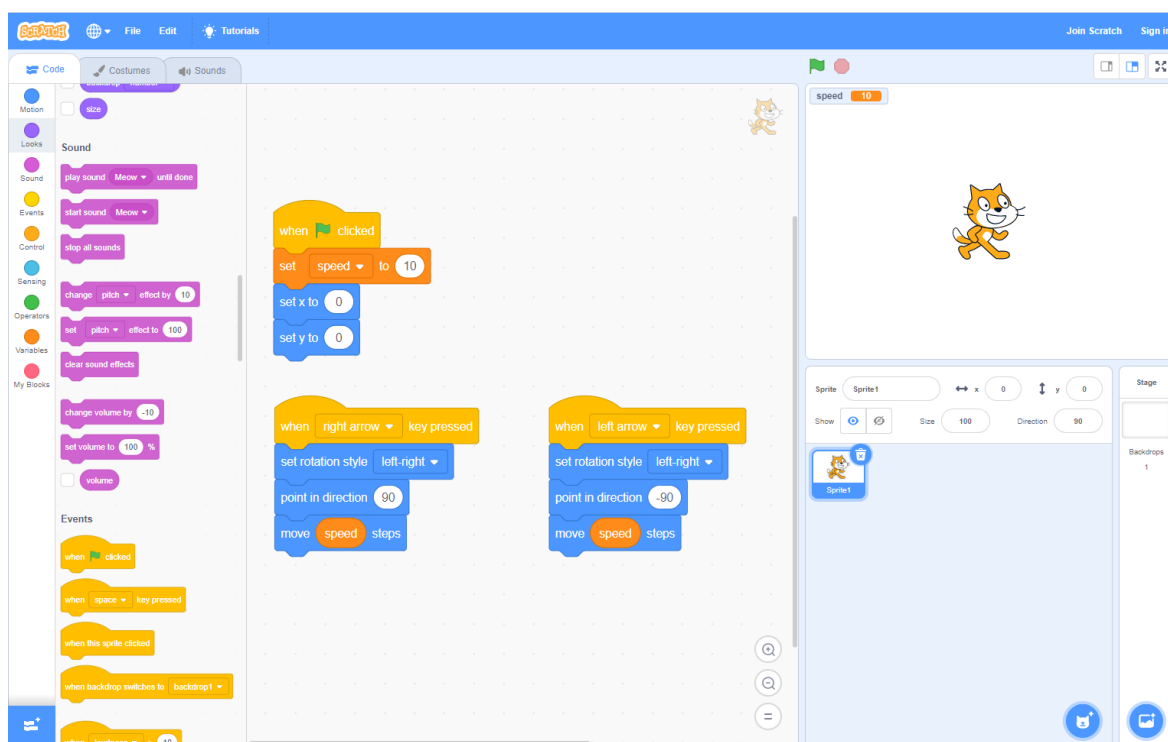 SCRATCH File Edit Tutorials Join Scratch Sign in
Code Costumes Sounds
Motion
Looks
Sound
Events
Control
Sensing
Operators
Variables
My Blocks
size
Sound
play sound Meow until done
start sound Meow
stop all sounds
change pitch effect by 10
set pitch effect to 100
clear sound effects
change volume by -10
set volume to 100 %
volume
Events
when clicked
when space key pressed
when this sprite clicked
when backdrop switches to backdrop1
when clicked
set speed to 10
set x to 0
set y to 0
when right arrow key pressed
set rotation style left-right
point in direction 90
move speed steps
when left arrow key pressed
set rotation style left-right
point in direction -90
move speed steps
speed 10
Sprite Sprite1 x 0 y 0
Show Size 100 Direction 90
Sprite1
Stage
Backdrops
1